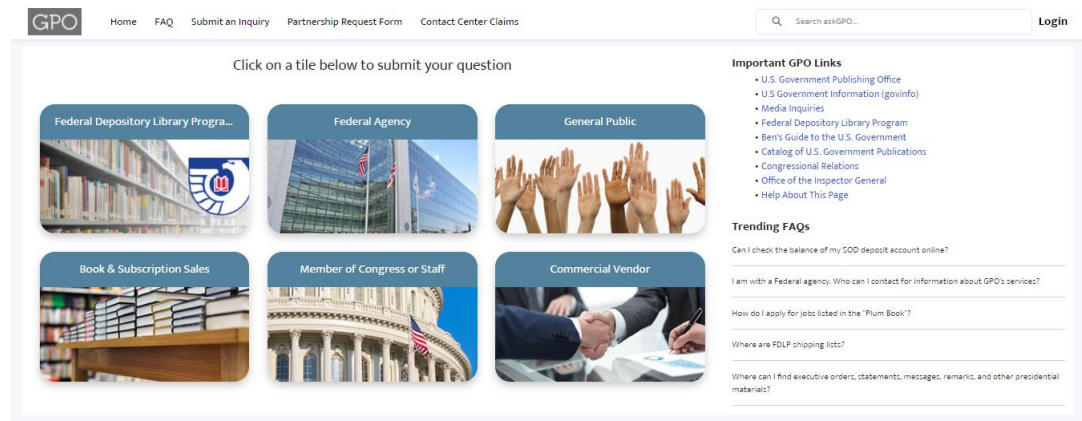 GPO
Home
FAQ
Submit an Inquiry
Partnership Request Form
Contact Center Claims
Search askGPO...
Login
Click on a tile below to submit your question
Federal Depository Library Progra...
Federal Agency
General Public
Book & Subscription Sales
Member of Congress or Staff
Commercial Vendor
Important GPO Links
• U.S. Government Publishing Office
• U.S Government Information (govinfo)
• Media Inquiries
• Federal Depository Library Program
• Ben's Guide to the U.S. Government
• Catalog of U.S. Government Publications
• Congressional Relations
• Office of the Inspector General
• Help About This Page
Trending FAQs
Can I check the balance of my SOD deposit account online?
I am with a Federal agency. Who can I contact for information about GPO's services?
How do I apply for jobs listed in the "Plum Book"?
Where are FDLP shipping lists?
Where can I find executive orders, statements, messages, remarks, and other presidential
materials?